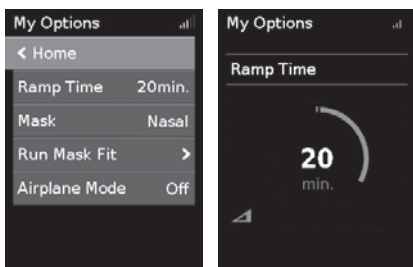 My Options
< Home
Ramp Time 20min.
Mask Nasal
Run Mask Fit >
Airplane Mode Off
My Options
Ramp Time
20
min.